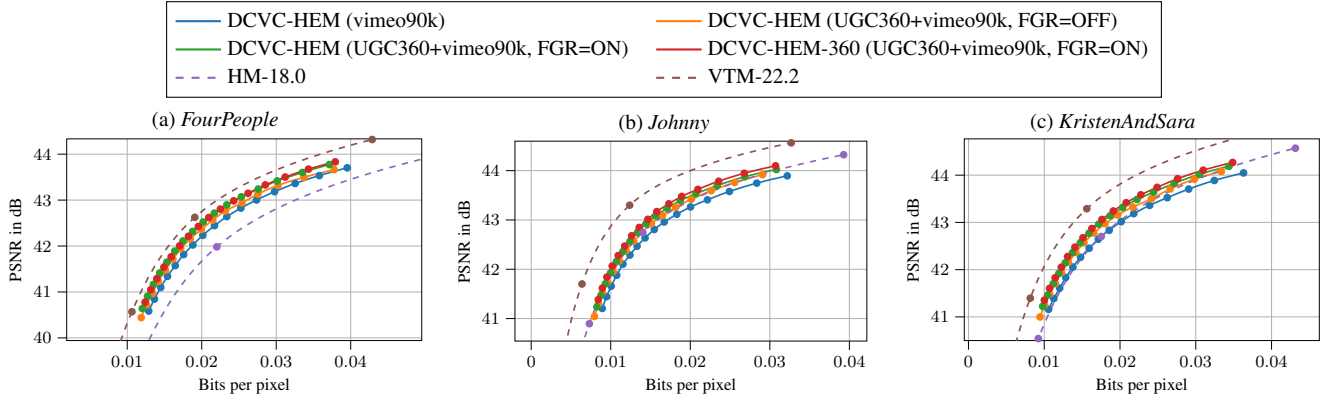 DCVC-HEM (vimeo90k)
DCVC-HEM (UGC360+vimeo90k, FGR=OFF)
DCVC-HEM (UGC360+vimeo90k, FGR=ON)
DCVC-HEM-360 (UGC360+vimeo90k, FGR=ON)
HM-18.0
VTM-22.2
(a) FourPeople
44
43
42
41
40
PSNR in dB
0.01
0.02
0.03
0.04
Bits per pixel
(b) Johnny
44
43
42
41
PSNR in dB
0
0.01
0.02
0.03
0.04
Bits per pixel
(c) KristenAndSara
44
43
42
41
PSNR in dB
0
0.01
0.02
0.03
0.04
Bits per pixel